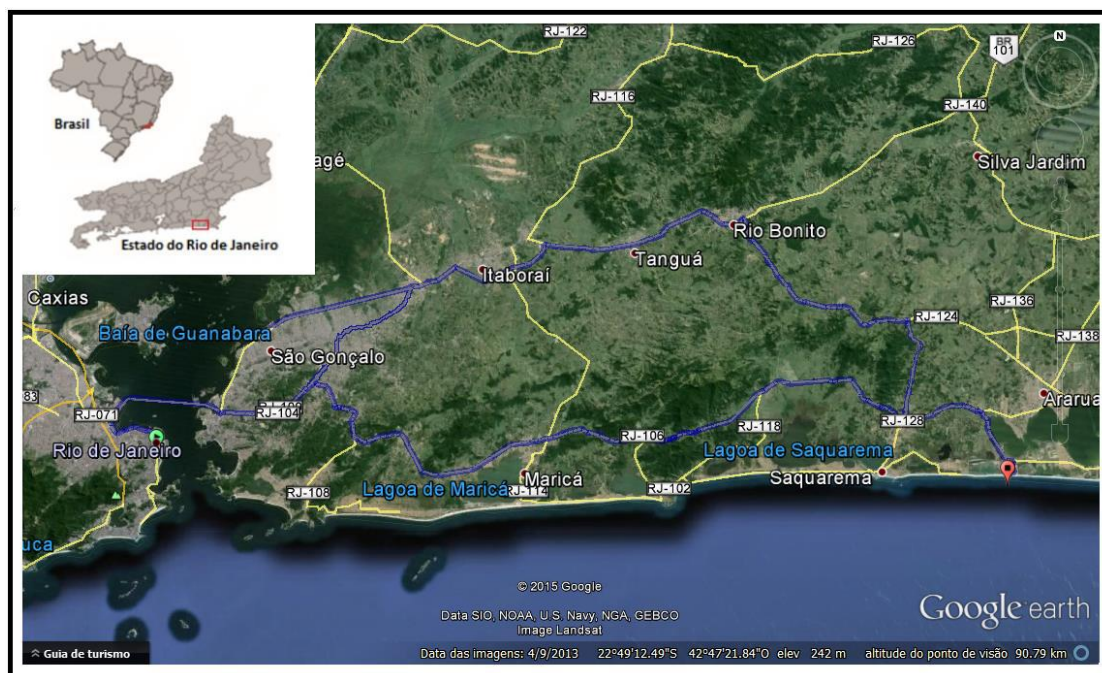 Brasil
Estado do Rio de Janeiro
RJ-122
RJ-126
BR
101
N
RJ-116
RJ-140
agé
Silva Jardim
Rio Bonito
Tanguá
Itaboraí
Caxias
RJ-136
RJ-124
Baía de Guanabara
RJ-138
São Gonçalo
83
Ararua
RJ-071
RJ-104
RJ-128
RJ-118
RJ-106
Rio de Janeiro
Lagoa de Saquarema
Maricá
Saquarema
Lagoa de Maricá
RJ-108
RJ-114
RJ-102
uca
© 2015 Google
Data SIO, NOAA, U.S. Navy, NGA, GEBCO
Image Landsat
Google earth
Guia de turismo
Data das imagens: 4/9/2013 22°49'12.49"S 42°47'21.84"O elev 242 m altitude do ponto de visão 90.79 km